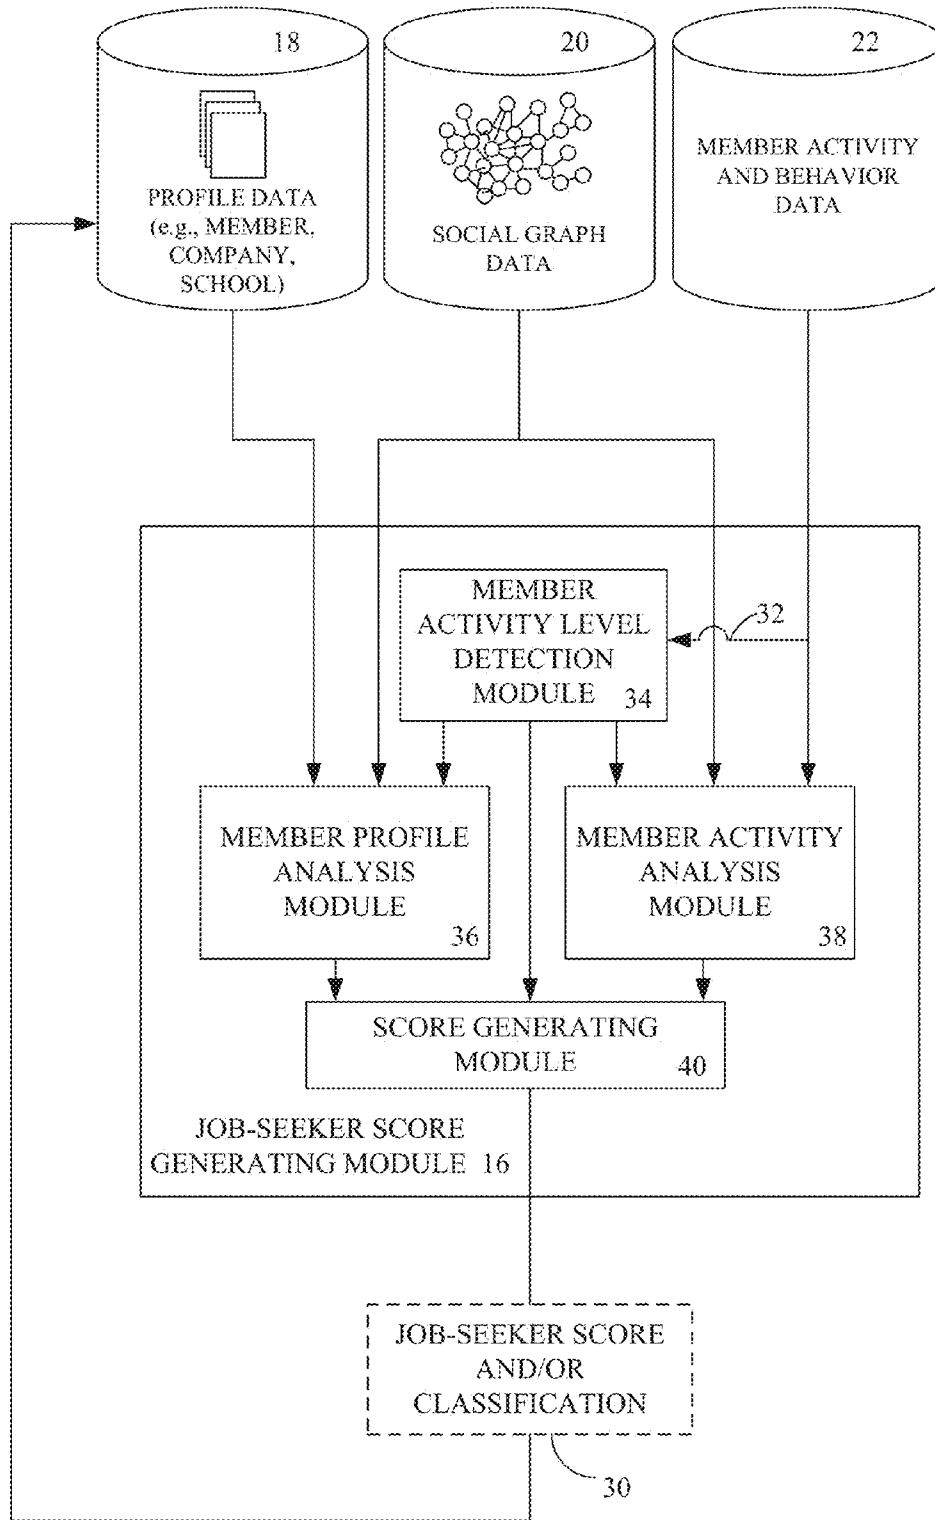 18
PROFILE DATA
(e.g., MEMBER,
COMPANY,
SCHOOL)
20
SOCIAL GRAPH
DATA
22
MEMBER ACTIVITY
AND BEHAVIOR
DATA
MEMBER
ACTIVITY LEVEL
DETECTION
MODULE
34
32
MEMBER PROFILE
ANALYSIS
MODULE
36
MEMBER ACTIVITY
ANALYSIS
MODULE
38
SCORE GENERATING
MODULE
40
JOB-SEEKER SCORE
GENERATING MODULE 16
JOB-SEEKER SCORE
AND/OR
CLASSIFICATION
30